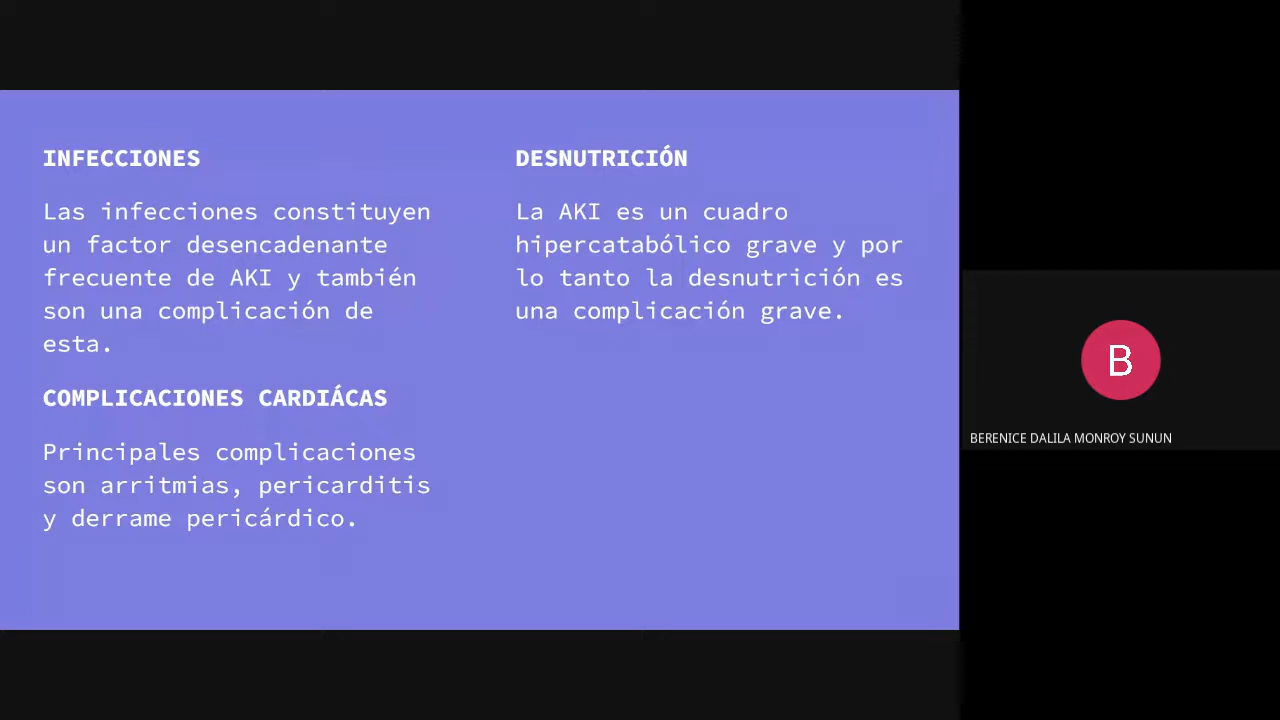 INFECCIONES
Las infecciones constituyen
un factor desencadenante
frecuente de AKI y también
son una complicación de
esta.
COMPLICACIONES CARDIÁCAS
Principales complicaciones
son arritmias, pericarditis
y derrame pericárdico.
DESNUTRICIÓN
La AKI es un cuadro
hipercatabólico grave y por
lo tanto la desnutrición es
una complicación grave.
B
BERENICE DALILA MONROY SUNUN